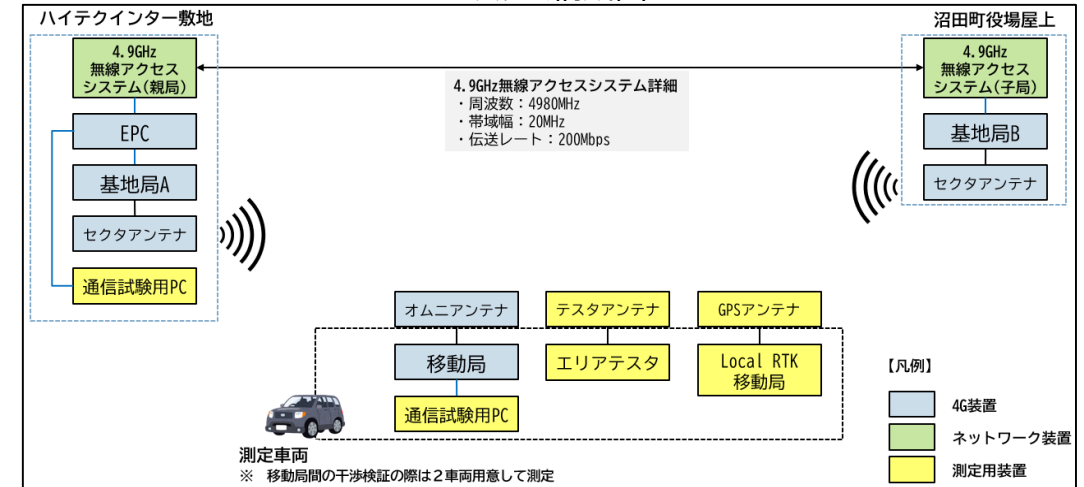 ハイテクインター敷地
沼田町役場屋上
4.9GHz
無線アクセス
システム(親局)
4.9GHz
無線アクセス
システム(子局)
4.9GHz無線アクセスシステム詳細
・周波数：4980MHz
・帯域幅：20MHz
・伝送レート：200Mbps
EPC
基地局B
基地局A
セクタアンテナ
セクタアンテナ
通信試験用PC
オムニアンテナ
テスタアンテナ
GPSアンテナ
移動局
エリアテスタ
Local RTK
移動局
通信試験用PC
【凡例】
4G装置
ネットワーク装置
測定用装置
測定車両
※　移動局間の干渉検証の際は２車両用意して測定